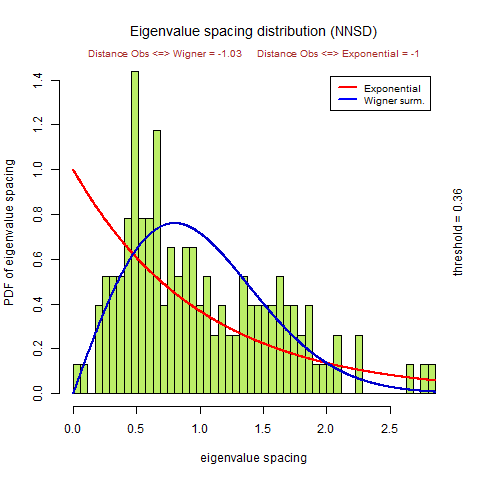 Eigenvalue spacing distribution (NNSD)
Distance Obs <=> Wigner = -1.03 Distance Obs <=> Exponential = -1
Exponential
Wigner surm.
PDF of eigenvalue spacing
1.4
1.2
1.0
0.8
0.6
0.4
0.2
0.0
threshold = 0.36
0.0 0.5 1.0 1.5 2.0 2.5
eigenvalue spacing